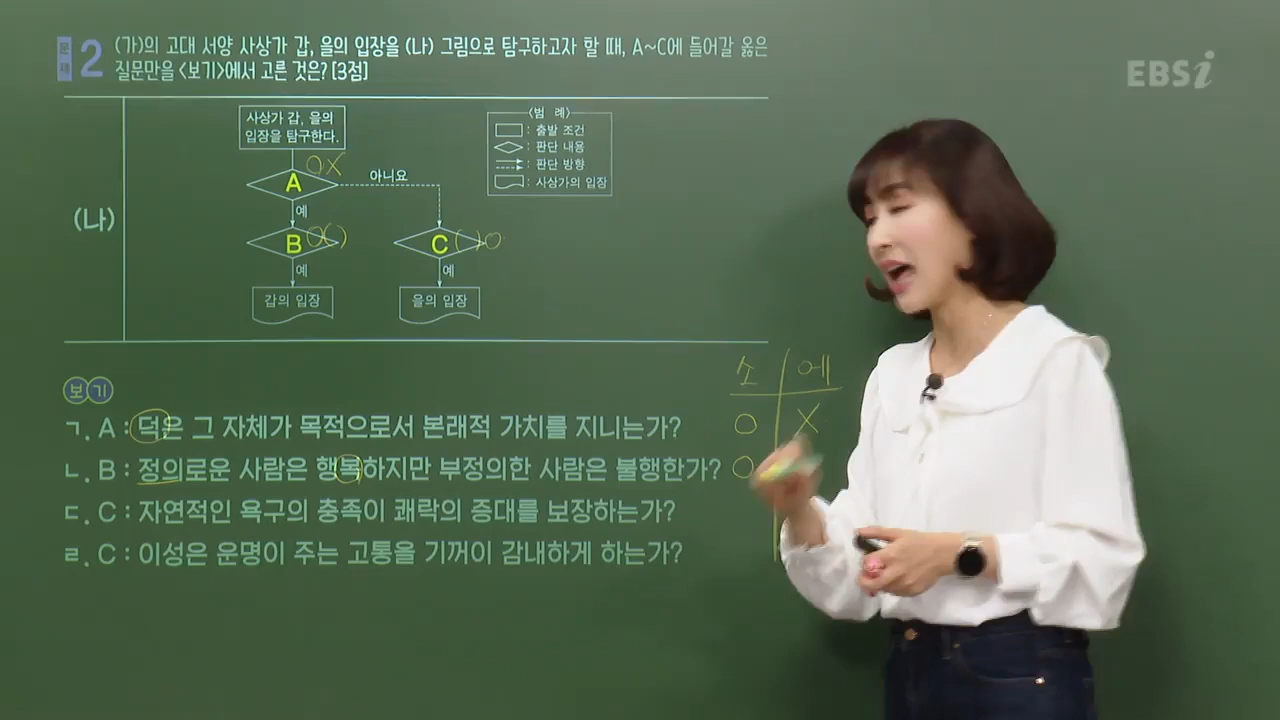 문제 2 (가)의 고대 서양 사상가 갑, 을의 입장을 (나) 그림으로 탐구하고자 할 때, A~C에 들어갈 옳은
질문만을 <보기>에서 고른 것은? [3점]
EBSi
사상가 갑, 을의
입장을 탐구한다.
<범 례>
: 출발 조건
: 판단 내용
: 판단 방향
: 사상가의 입장
O X
A
아니요
예
(나)
B O( )
C ( )O
예
예
갑의 입장
을의 입장
보기
소 에
ㄱ. A : 덕은 그 자체가 목적으로서 본래적 가치를 지니는가? O X
ㄴ. B : 정의로운 사람은 행복하지만 부정의한 사람은 불행한가? O
ㄷ. C : 자연적인 욕구의 충족이 쾌락의 증대를 보장하는가?
ㄹ. C : 이성은 운명이 주는 고통을 기꺼이 감내하게 하는가?